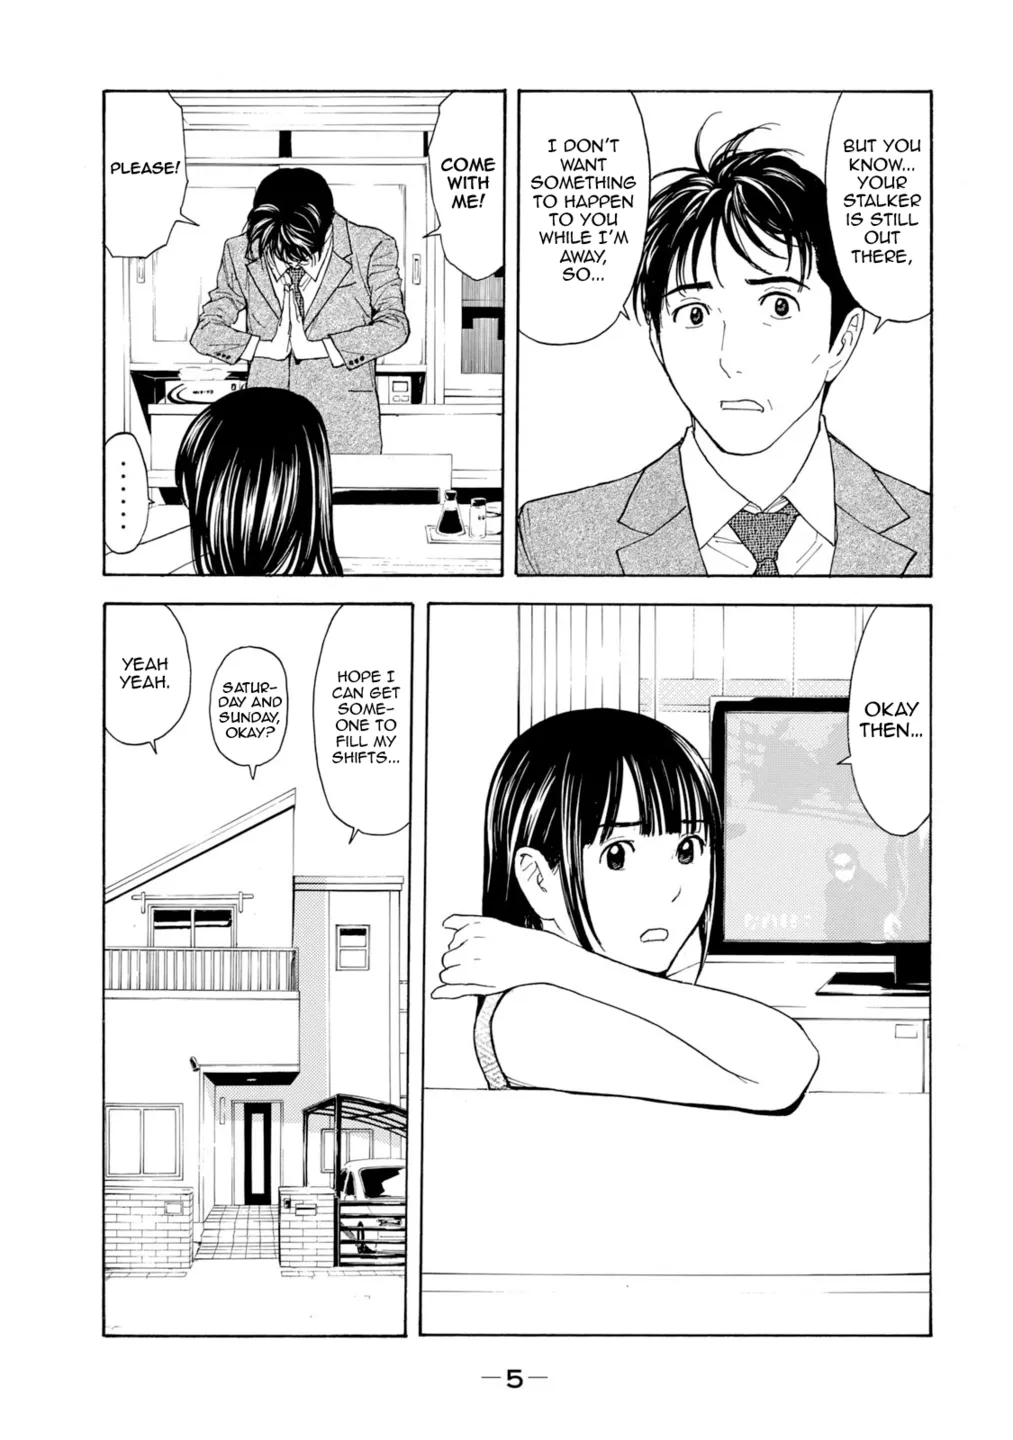 BUT YOU
KNOW...
YOUR
STALKER
IS STILL
OUT
THERE,
I DON'T
WANT
SOMETHING
TO HAPPEN
TO YOU
WHILE I'M
AWAY,
SO...
COME
WITH
ME!
PLEASE!
......
OKAY
THEN...
HOPE I
CAN GET
SOME-
ONE TO
FILL MY
SHIFTS...
SATUR-
DAY AND
SUNDAY,
OKAY?
YEAH
YEAH.
—5—